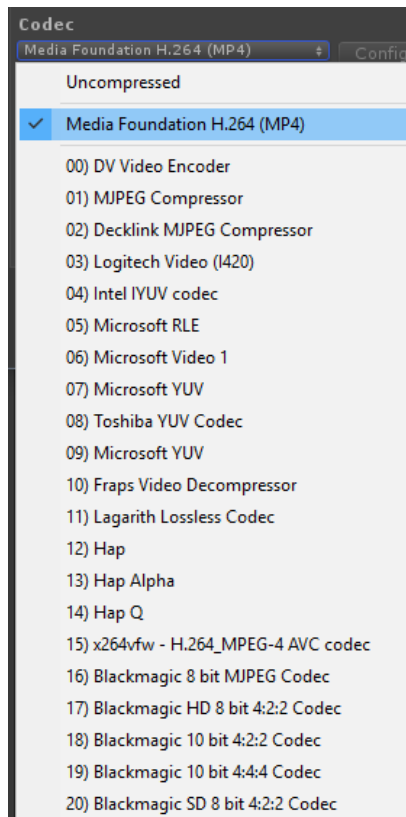 Codec
Media Foundation H.264 (MP4) Config
Uncompressed
Media Foundation H.264 (MP4)
00) DV Video Encoder
01) MJPEG Compressor
02) Decklink MJPEG Compressor
03) Logitech Video (I420)
04) Intel IYUV codec
05) Microsoft RLE
06) Microsoft Video 1
07) Microsoft YUV
08) Toshiba YUV Codec
09) Microsoft YUV
10) Fraps Video Decompressor
11) Lagarith Lossless Codec
12) Hap
13) Hap Alpha
14) Hap Q
15) x264vfw - H.264_MPEG-4 AVC codec
16) Blackmagic 8 bit MJPEG Codec
17) Blackmagic HD 8 bit 4:2:2 Codec
18) Blackmagic 10 bit 4:2:2 Codec
19) Blackmagic 10 bit 4:4:4 Codec
20) Blackmagic SD 8 bit 4:2:2 Codec